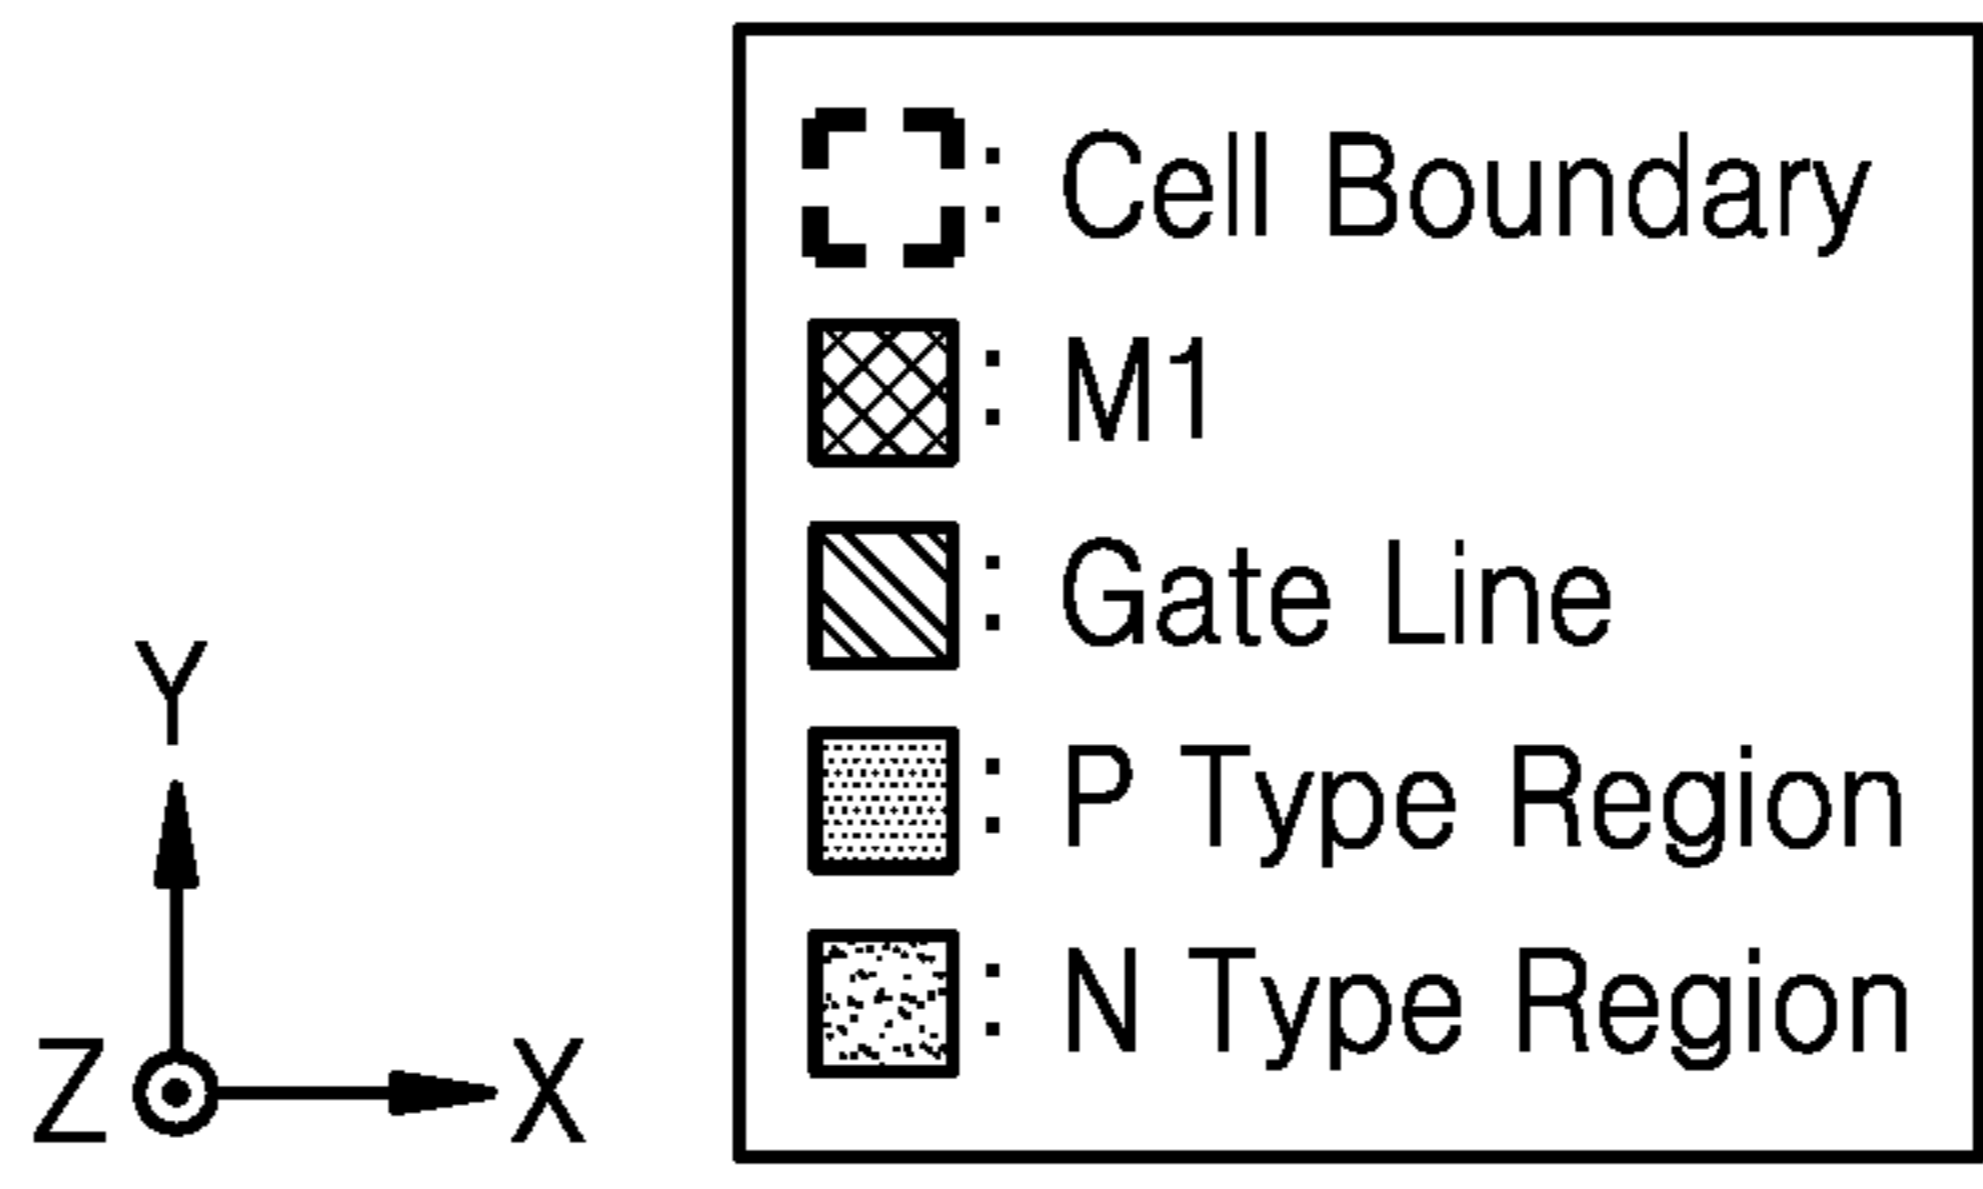 : Cell Boundary
: M1
: Gate Line
: P Type Region
: N Type Region
Y
Z
X